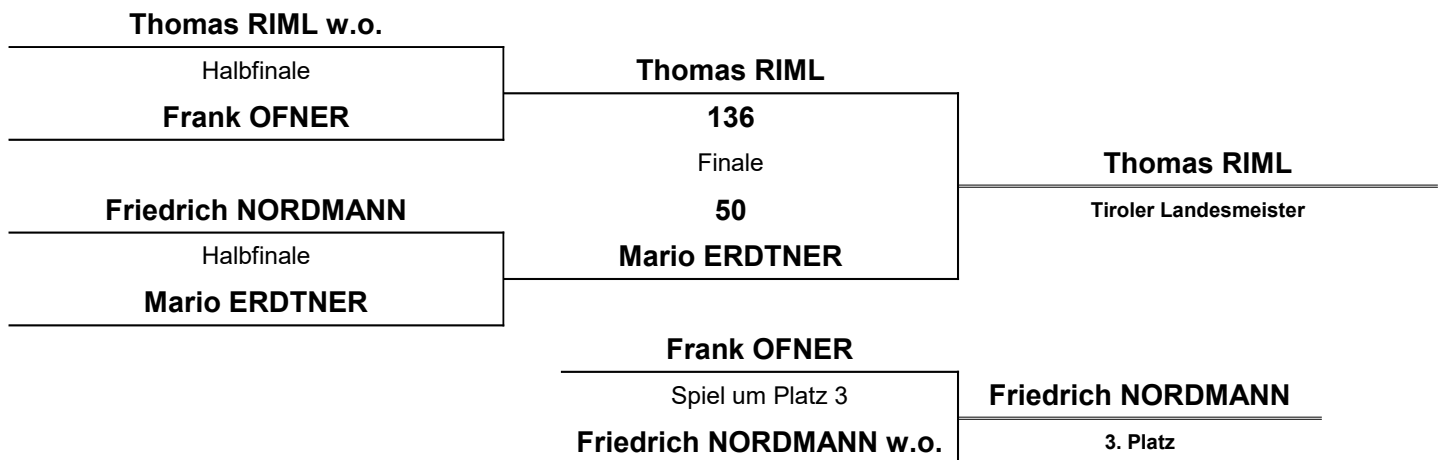 Thomas RIML w.o.
Halbfinale
Frank OFNER
Thomas RIML
136
Finale
50
Mario ERDTNER
Thomas RIML
Tiroler Landesmeister
Friedrich NORDMANN
Halbfinale
Mario ERDTNER
Frank OFNER
Spiel um Platz 3
Friedrich NORDMANN w.o.
Friedrich NORDMANN
3. Platz